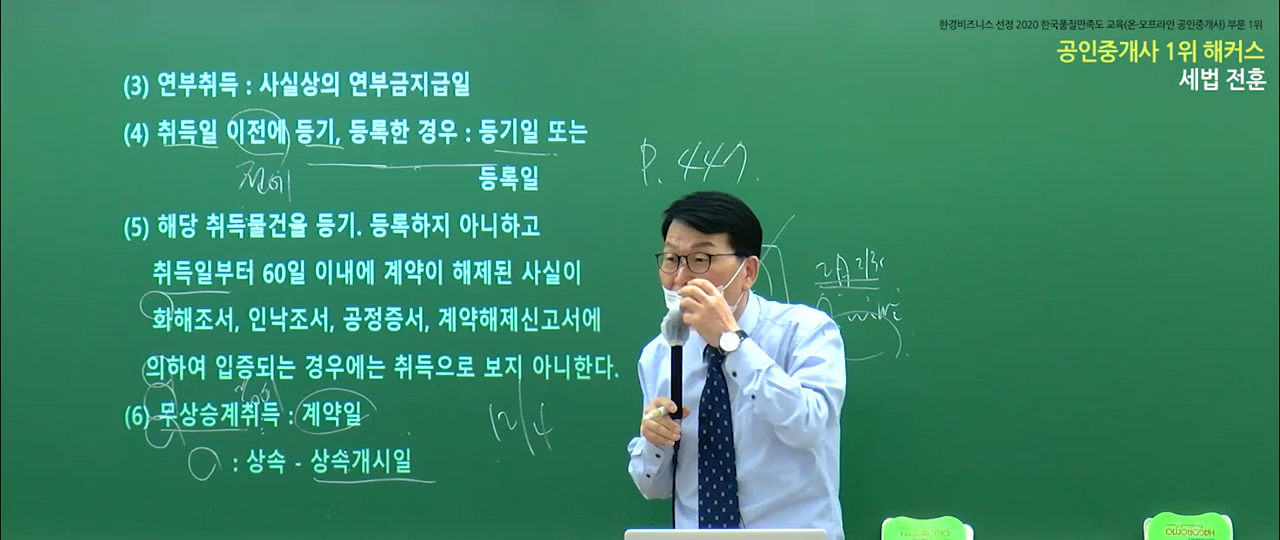 한경비즈니스 선정 2020 한국품질만족도 교육(온·오프라인 공인중개사) 부문 1위
공인중개사 1위 해커스
세법 전훈
(3) 연부취득 : 사실상의 연부금지급일
(4) 취득일 이전에 등기, 등록한 경우 : 등기일 또는
전에
등록일
P. 447.
(5) 해당 취득물건을 등기. 등록하지 아니하고
취득일부터 60일 이내에 계약이 해제된 사실이
화해조서, 인낙조서, 공정증서, 계약해제신고서에
의하여 입증되는 경우에는 취득으로 보지 아니한다.
(6) 무상승계취득 : 계약일
12/4
: 상속 - 상속개시일
HAGOROMO